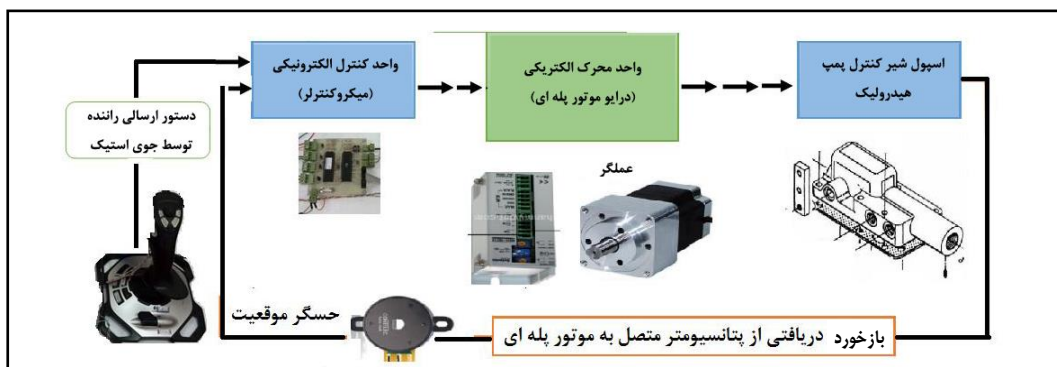 واحد کنترل الکترونیکی
(میکروکنترلر)
واحد محرک الکتریکی
(درایو موتور پله ای)
اسپول شیر کنترل پمپ
هیدرولیک
دستور ارسالی راننده
توسط جوی استیک
عملگر
حسگر موقعیت
بازخورد دریافتی از پتانسیومتر متصل به موتور پله ای